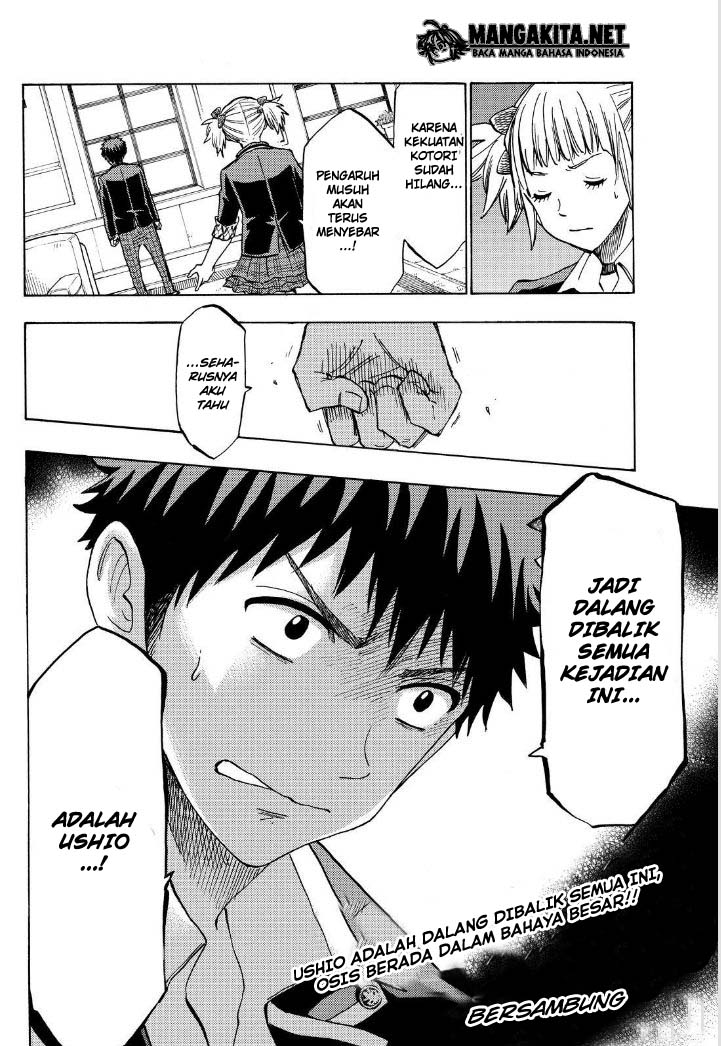 MANGAKITA.NET
BACA MANGA BAHASA INDONESIA
KARENA
KEKUATAN
KOTORI
SUDAH
HILANG...
PENGARUH
MUSUH
AKAN
TERUS
MENYEBAR
...!
...SEHA-
RUSNYA
AKU
TAHU
JADI
DALANG
DIBALIK
SEMUA
KEJADIAN
INI...
ADALAH
USHIO
...!
USHIO ADALAH DALANG DIBALIK SEMUA INI,
OSIS BERADA DALAM BAHAYA BESAR!!
BERSAMBUNG